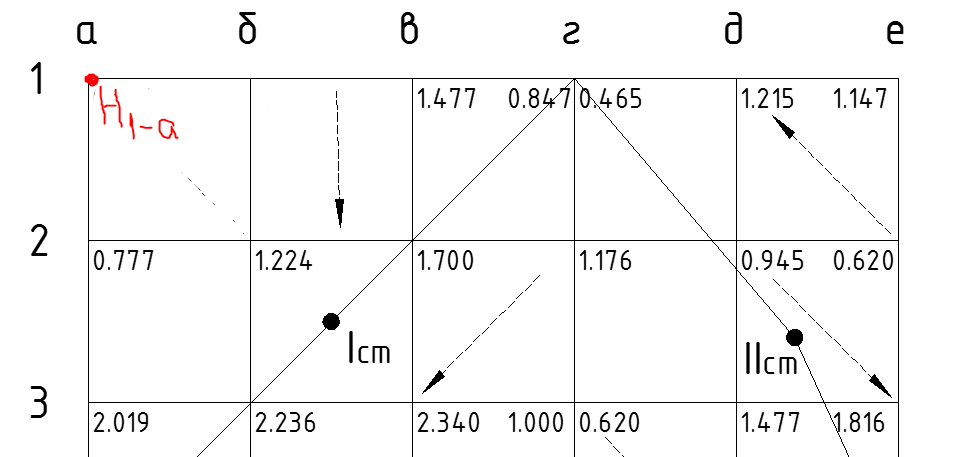 а б в г д е
1 1.477 0.847 0.465 1.215 1.147
Н1-а
2 0.777 1.224 1.700 1.176 0.945 0.620
Iст IIст
3 2.019 2.236 2.340 1.000 0.620 1.477 1.816